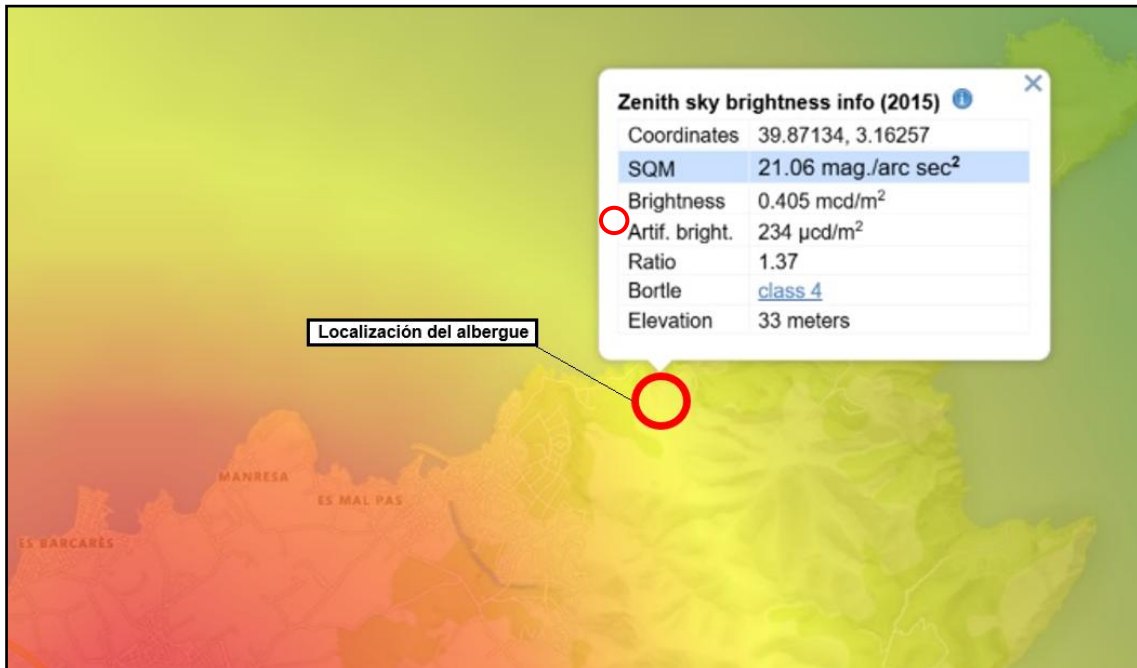 Zenith sky brightness info (2015)
Coordinates 39.87134, 3.16257
SQM 21.06 mag./arc sec²
Brightness 0.405 mcd/m²
Artif. bright. 234 µcd/m²
Ratio 1.37
Bortle class 4
Elevation 33 meters
Localización del albergue
MANRESA
ES MAL PAS
ES BARCARÈS